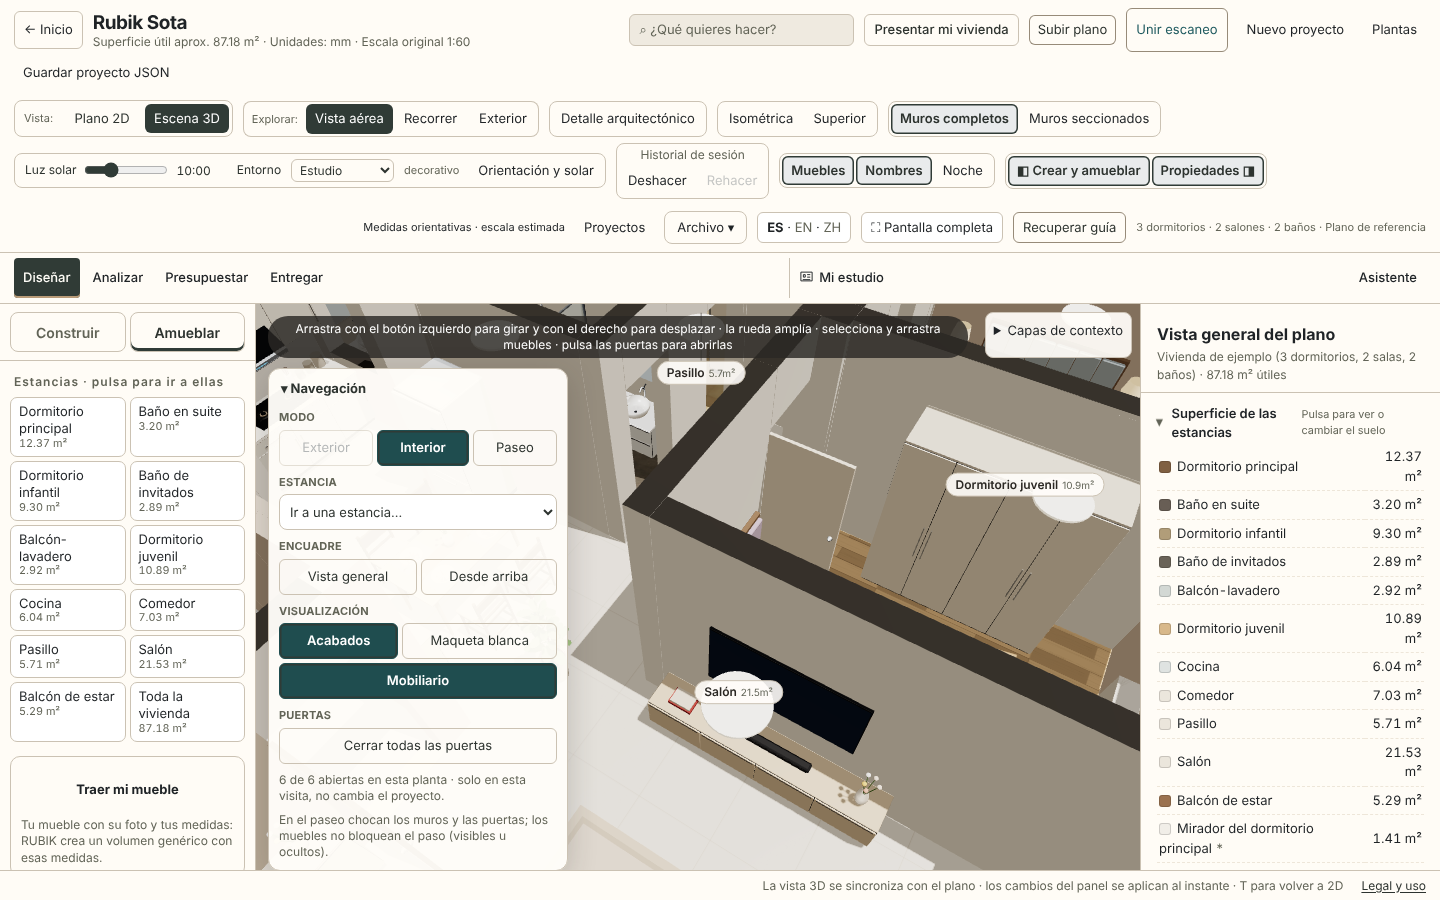 ← Inicio
Rubik Sota
Superficie útil aprox. 87.18 m² · Unidades: mm · Escala original 1:60
¿Qué quieres hacer?
Presentar mi vivienda
Subir plano
Unir escaneo
Nuevo proyecto
Plantas
Guardar proyecto JSON
Vista:
Plano 2D
Escena 3D
Explorar:
Vista aérea
Recorrer
Exterior
Detalle arquitectónico
Isométrica
Superior
Muros completos
Muros seccionados
Luz solar
10:00
Entorno
Estudio
decorativo
Orientación y solar
Historial de sesión
Deshacer
Rehacer
Muebles
Nombres
Noche
◧ Crear y amueblar
Propiedades ◨
Medidas orientativas · escala estimada
Proyectos
Archivo ▾
ES · EN · ZH
⛶ Pantalla completa
Recuperar guía
3 dormitorios · 2 salones · 2 baños · Plano de referencia
Diseñar
Analizar
Presupuestar
Entregar
Mi estudio
Asistente
Construir
Amueblar
Estancias · pulsa para ir a ellas
Dormitorio principal
12.37 m²
Baño en suite
3.20 m²
Dormitorio infantil
9.30 m²
Baño de invitados
2.89 m²
Balcón-lavadero
2.92 m²
Dormitorio juvenil
10.89 m²
Cocina
6.04 m²
Comedor
7.03 m²
Pasillo
5.71 m²
Salón
21.53 m²
Balcón de estar
5.29 m²
Toda la vivienda
87.18 m²
Traer mi mueble
Tu mueble con su foto y tus medidas:
RUBIK crea un volumen genérico con
esas medidas.
Arrastra con el botón izquierdo para girar y con el derecho para desplazar · la rueda amplía · selecciona y arrastra
muebles · pulsa las puertas para abrirlas
▶ Capas de contexto
Pasillo 5.7m²
Dormitorio juvenil 10.9m²
Salón 21.5m²
▾ Navegación
MODO
Exterior
Interior
Paseo
ESTANCIA
Ir a una estancia...
ENCUADRE
Vista general
Desde arriba
VISUALIZACIÓN
Acabados
Maqueta blanca
Mobiliario
PUERTAS
Cerrar todas las puertas
6 de 6 abiertas en esta planta · solo en esta
visita, no cambia el proyecto.
En el paseo chocan los muros y las puertas; los
muebles no bloquean el paso (visibles u
ocultos).
Vista general del plano
Vivienda de ejemplo (3 dormitorios, 2 salas, 2
baños) · 87.18 m² útiles
▼ Superficie de las estancias
Pulsa para ver o cambiar el suelo
Dormitorio principal 12.37 m²
Baño en suite 3.20 m²
Dormitorio infantil 9.30 m²
Baño de invitados 2.89 m²
Balcón-lavadero 2.92 m²
Dormitorio juvenil 10.89 m²
Cocina 6.04 m²
Comedor 7.03 m²
Pasillo 5.71 m²
Salón 21.53 m²
Balcón de estar 5.29 m²
Mirador del dormitorio principal * 1.41 m²
La vista 3D se sincroniza con el plano · los cambios del panel se aplican al instante · T para volver a 2D
Legal y uso